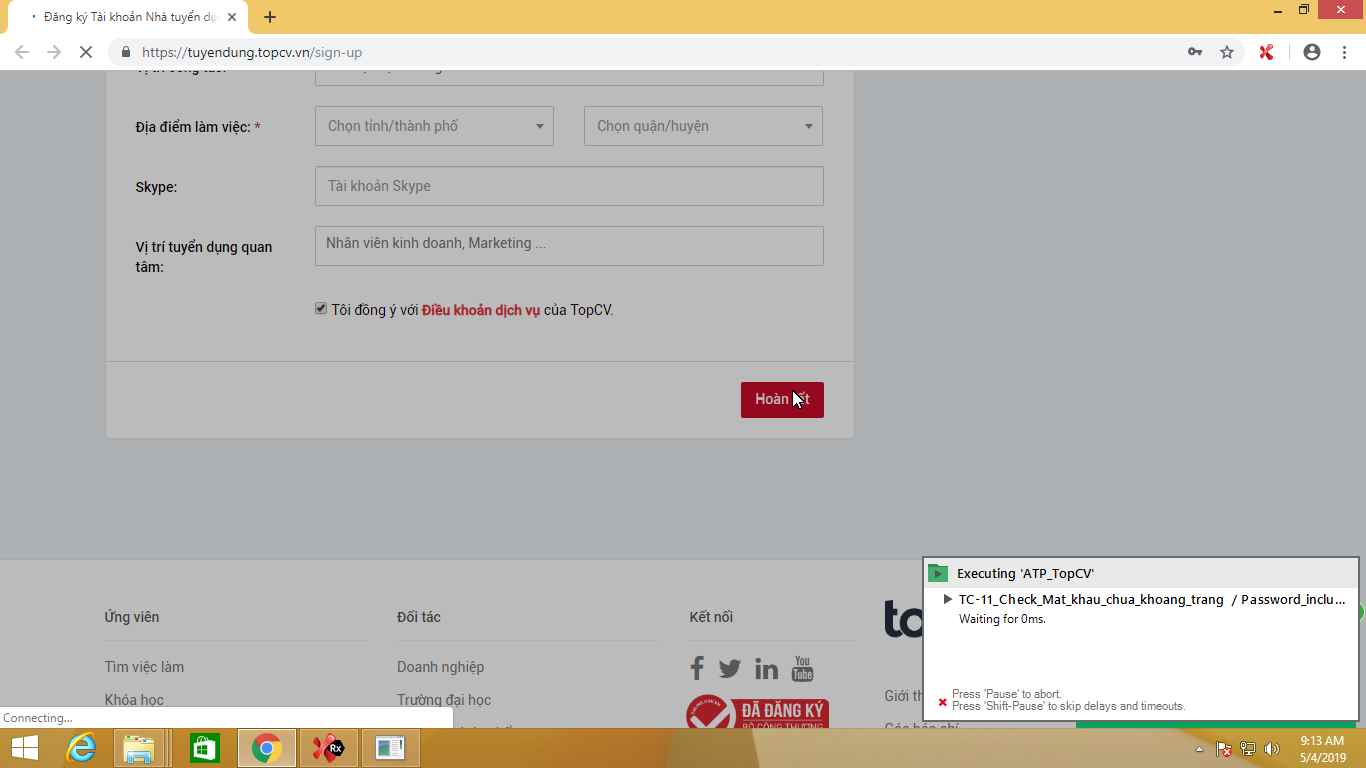 Đăng ký Tài khoản Nhà tuyển dụ
https://tuyendung.topcv.vn/sign-up
Địa điểm làm việc: *
Chọn tỉnh/thành phố
Chọn quận/huyện
Skype:
Tài khoản Skype
Vị trí tuyển dụng quan
tâm:
Nhân viên kinh doanh, Marketing ...
Tôi đồng ý với Điều khoản dịch vụ của TopCV.
Hoàn
Ứng viên
Đối tác
Kết nối
Tìm việc làm
Doanh nghiệp
You
Tube
Khóa học
Trường đại học
ĐÃ ĐĂNG KÝ
BỘ CÔNG THƯƠNG
to
Giới th
Executing 'ATP_TopCV'
TC-11_Check_Mat_khau_chua_khoang_trang / Password_inclu...
Waiting for 0ms.
Press 'Pause' to abort.
Press 'Shift-Pause' to skip delays and timeouts.
Connecting...
Rx
9:13 AM
5/4/2019